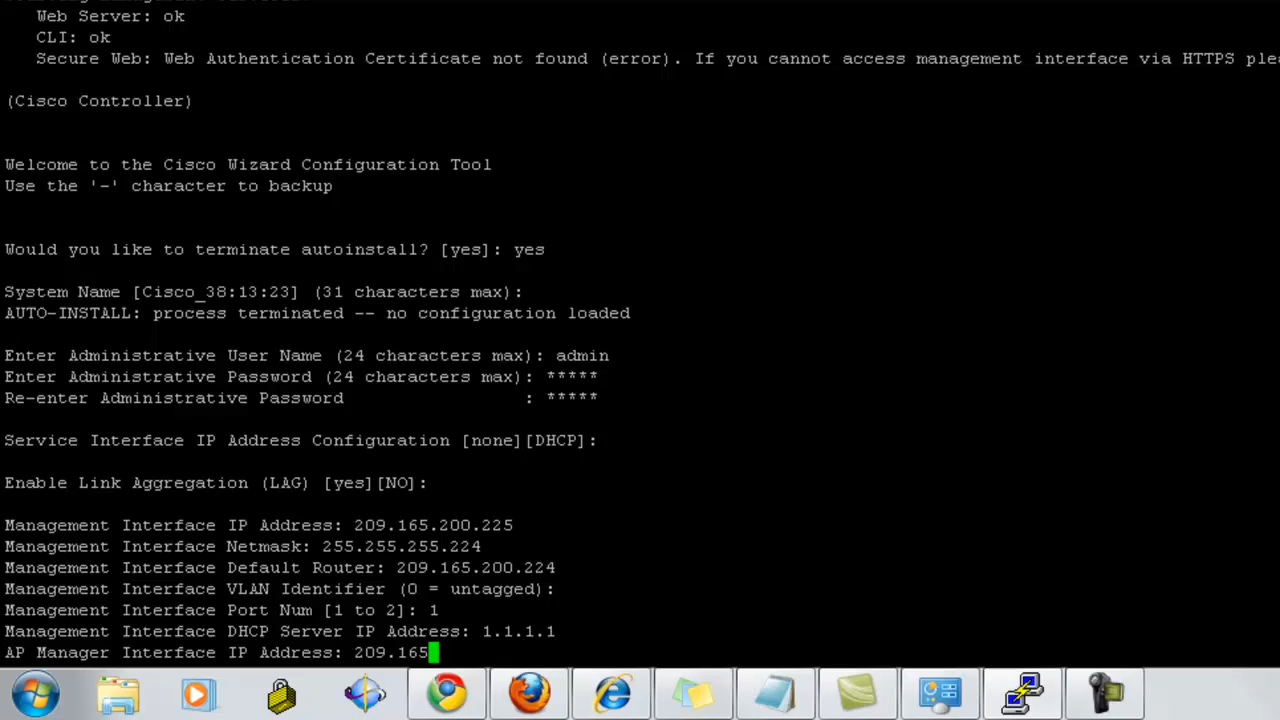 Web Server: ok
CLI: ok
Secure Web: Web Authentication Certificate not found (error). If you cannot access management interface via HTTPS
(Cisco Controller)
Welcome to the Cisco Wizard Configuration Tool
Use the '-' character to backup
Would you like to terminate autoinstall? [yes]: yes
System Name [Cisco_38:13:23] (31 characters max):
AUTO-INSTALL: process terminated -- no configuration loaded
Enter Administrative User Name (24 characters max): admin
Enter Administrative Password (24 characters max): *****
Re-enter Administrative Password : *****
Service Interface IP Address Configuration [none][DHCP]:
Enable Link Aggregation (LAG) [yes][NO]:
Management Interface IP Address: 209.165.200.225
Management Interface Netmask: 255.255.255.224
Management Interface Default Router: 209.165.200.224
Management Interface VLAN Identifier (0 = untagged):
Management Interface Port Num [1 to 2]: 1
Management Interface DHCP Server IP Address: 1.1.1.1
AP Manager Interface IP Address: 209.165